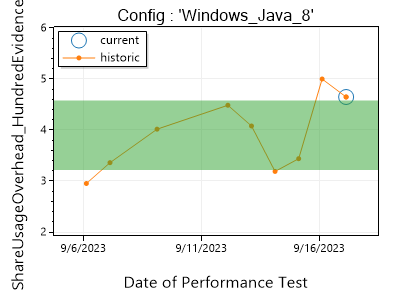 Config : 'Windows_Java_8'
ShareUsageOverhead_HundredEvidence
current
historic
6
5
4
3
2
9/6/2023
9/11/2023
9/16/2023
Date of Performance Test